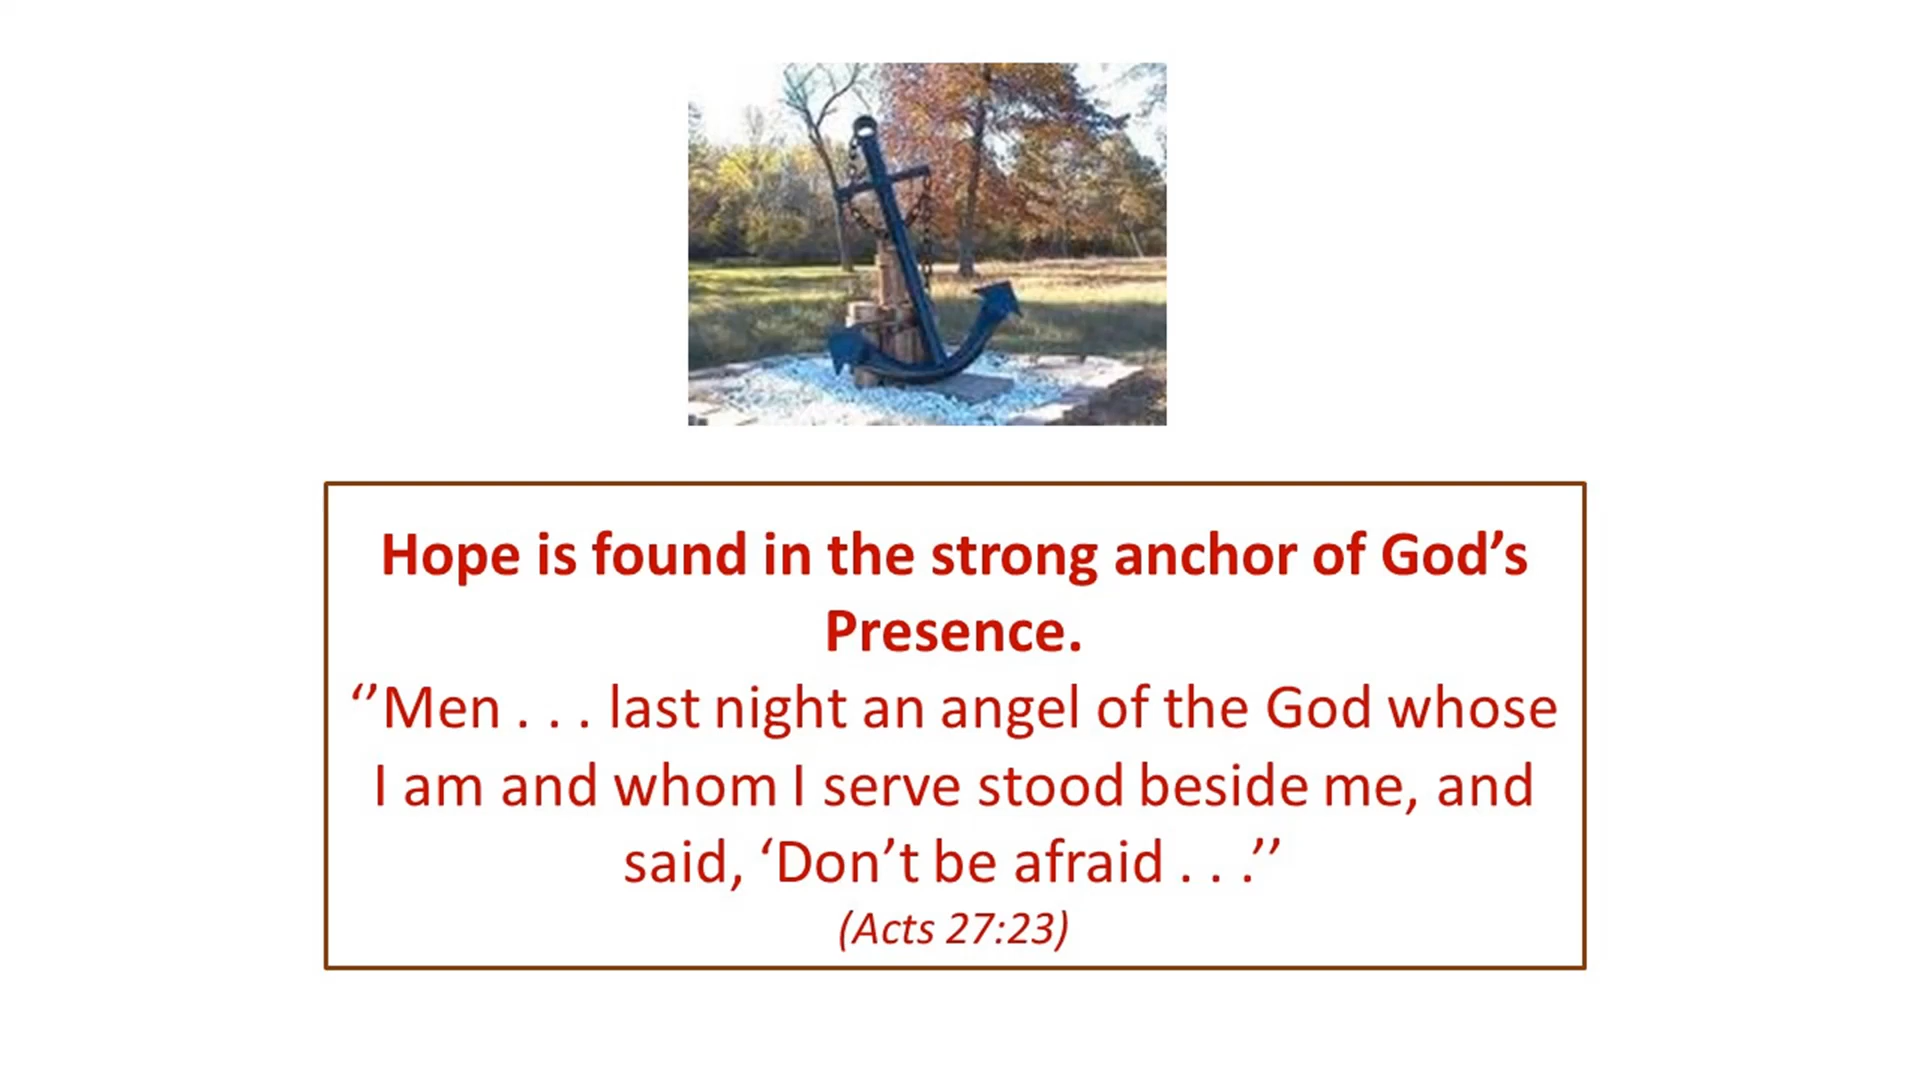 Hope is found in the strong anchor of God’s
Presence.
‘’Men . . . last night an angel of the God whose
I am and whom I serve stood beside me, and
said, ‘Don’t be afraid . . .’’
(Acts 27:23)